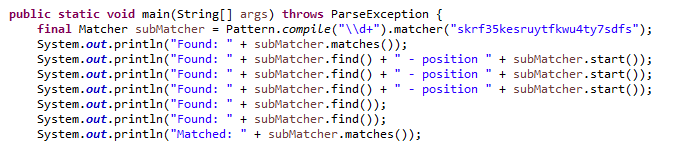 public static void main(String[] args) throws ParseException {
final Matcher subMatcher = Pattern.compile("\\d+").matcher("skrf35kesruytfkwu4ty7sdfs");
System.out.println("Found: " + subMatcher.matches());
System.out.println("Found: " + subMatcher.find() + " - position " + subMatcher.start());
System.out.println("Found: " + subMatcher.find() + " - position " + subMatcher.start());
System.out.println("Found: " + subMatcher.find() + " - position " + subMatcher.start());
System.out.println("Found: " + subMatcher.find());
System.out.println("Found: " + subMatcher.find());
System.out.println("Matched: " + subMatcher.matches());